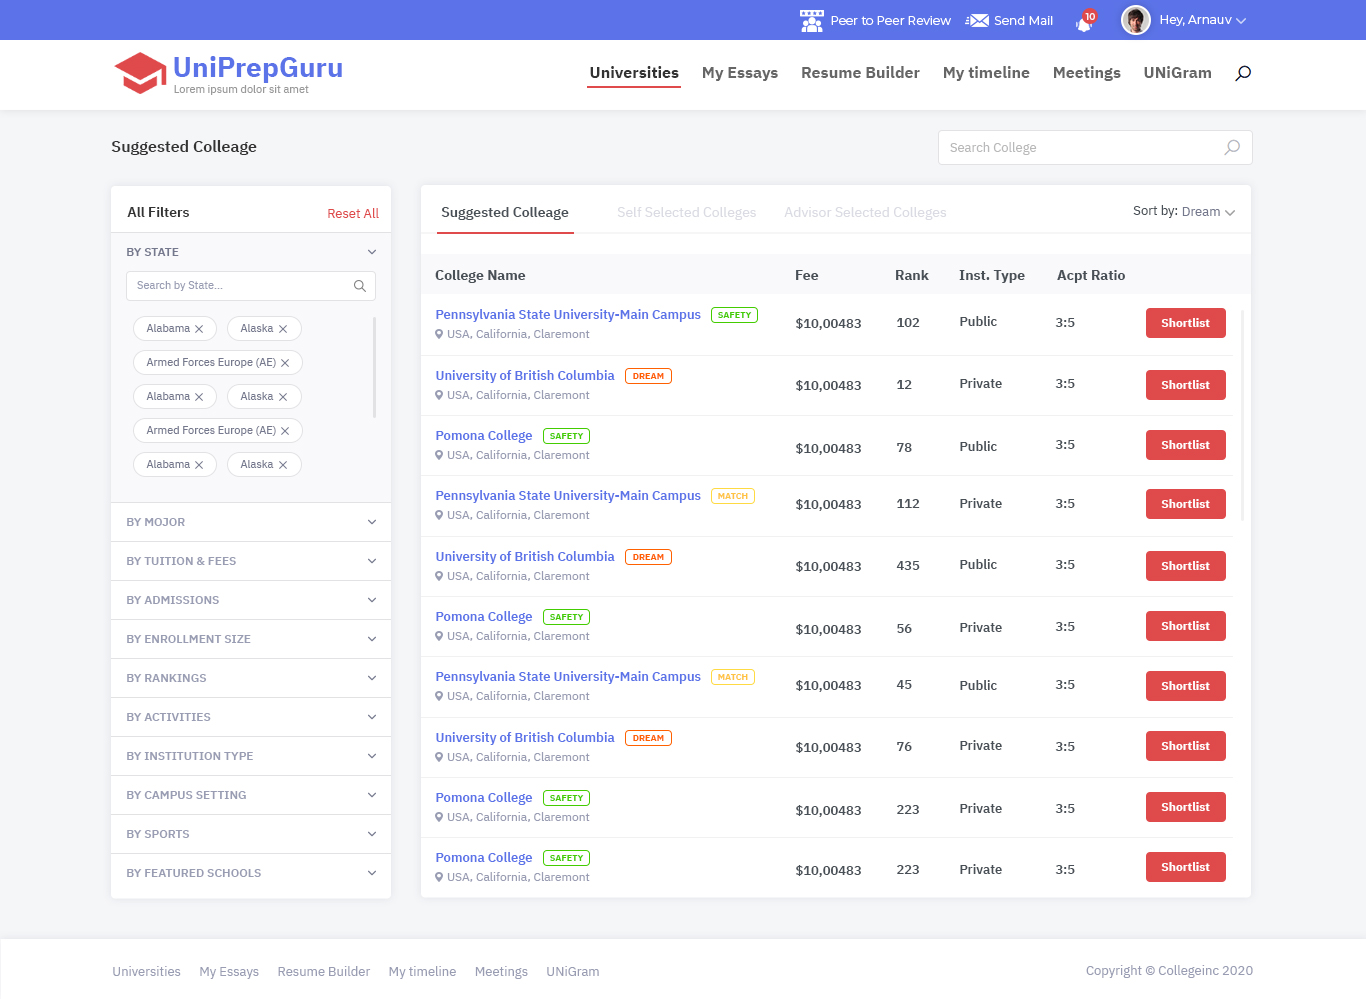 Peer to Peer Review Send Mail 10 Hey, Arnauv
UniPrepGuru
Lorem ipsum dolor sit amet
Universities My Essays Resume Builder My timeline Meetings UNiGram
Suggested Colleage
Search College
All Filters Reset All
BY STATE
Search by State...
Alabama Alaska
Armed Forces Europe (AE)
Alabama Alaska
Armed Forces Europe (AE)
Alabama Alaska
BY MOJOR
BY TUITION & FEES
BY ADMISSIONS
BY ENROLLMENT SIZE
BY RANKINGS
BY ACTIVITIES
BY INSTITUTION TYPE
BY CAMPUS SETTING
BY SPORTS
BY FEATURED SCHOOLS
Suggested Colleage Self Selected Colleges Advisor Selected Colleges Sort by: Dream
College Name Fee Rank Inst. Type Acpt Ratio
Pennsylvania State University-Main Campus SAFETY $10,00483 102 Public 3:5 Shortlist
USA, California, Claremont
University of British Columbia DREAM $10,00483 12 Private 3:5 Shortlist
USA, California, Claremont
Pomona College SAFETY $10,00483 78 Public 3:5 Shortlist
USA, California, Claremont
Pennsylvania State University-Main Campus MATCH $10,00483 112 Private 3:5 Shortlist
USA, California, Claremont
University of British Columbia DREAM $10,00483 435 Public 3:5 Shortlist
USA, California, Claremont
Pomona College SAFETY $10,00483 56 Private 3:5 Shortlist
USA, California, Claremont
Pennsylvania State University-Main Campus MATCH $10,00483 45 Public 3:5 Shortlist
USA, California, Claremont
University of British Columbia DREAM $10,00483 76 Private 3:5 Shortlist
USA, California, Claremont
Pomona College SAFETY $10,00483 223 Private 3:5 Shortlist
USA, California, Claremont
Pomona College SAFETY $10,00483 223 Private 3:5 Shortlist
USA, California, Claremont
Universities My Essays Resume Builder My timeline Meetings UNiGram Copyright © Collegeinc 2020